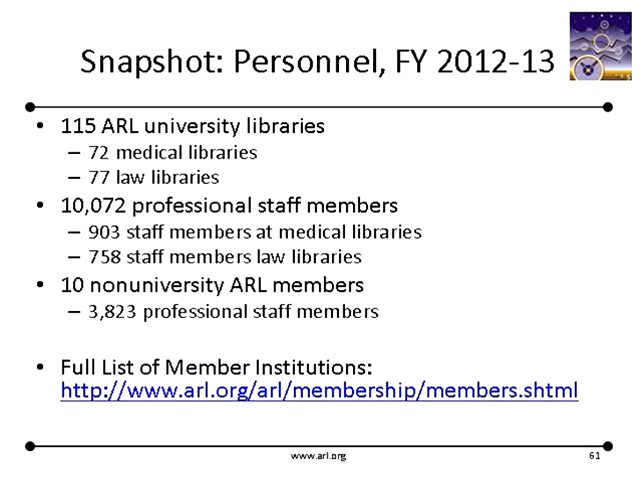 Snapshot: Personnel, FY 2012-13
• 115 ARL university libraries
– 72 medical libraries
– 77 law libraries
• 10,072 professional staff members
– 903 staff members at medical libraries
– 758 staff members law libraries
• 10 nonuniversity ARL members
– 3,823 professional staff members
• Full List of Member Institutions:
http://www.arl.org/arl/membership/members.shtml
www.arl.org
61